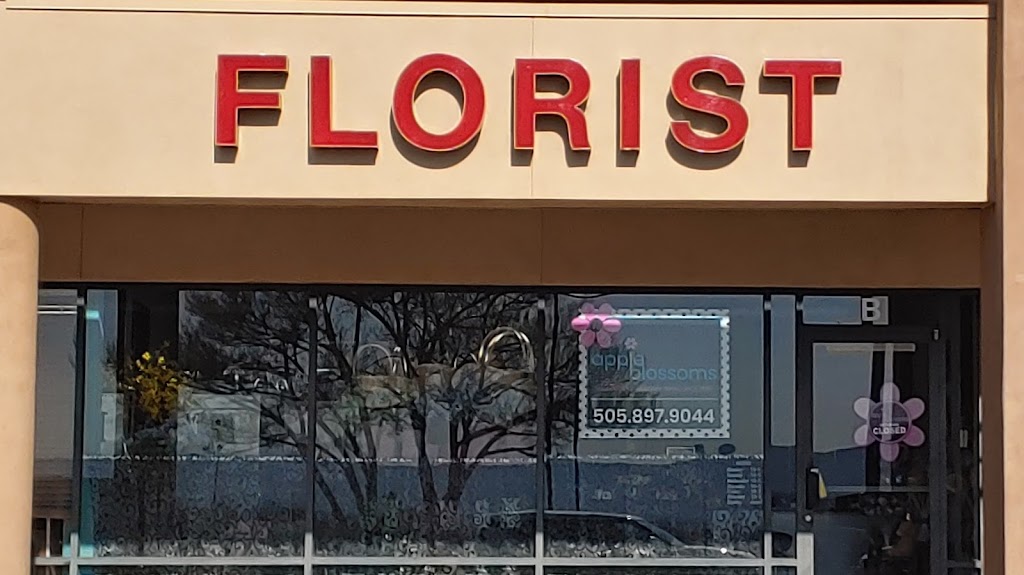 FLORIST
B
apple
blossoms
505.897.9044
CLOSED